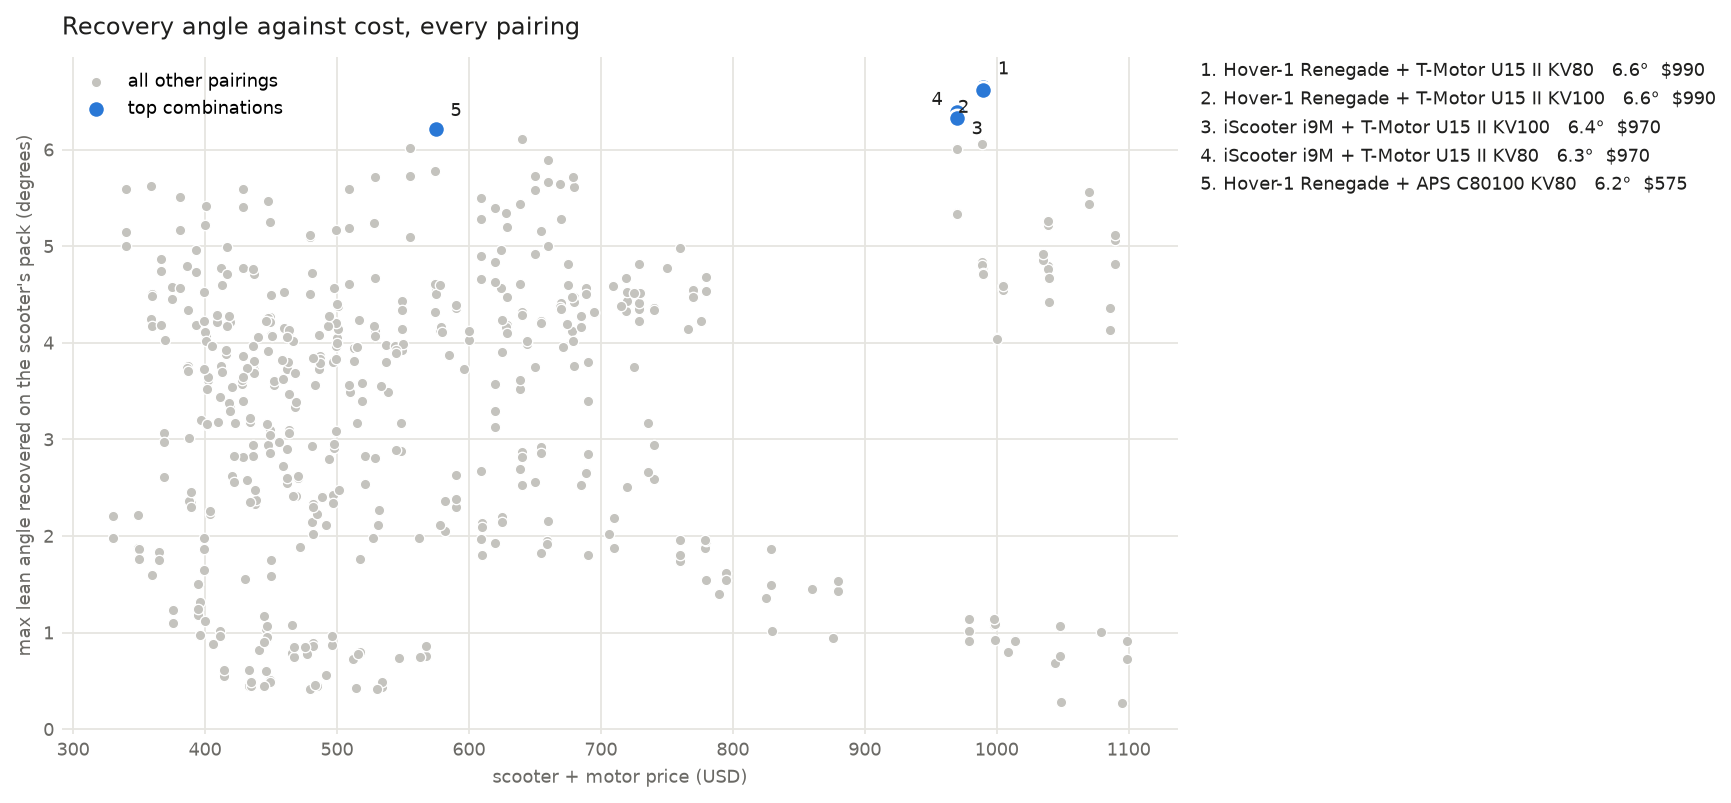 Recovery angle against cost, every pairing
all other pairings
top combinations
1
2
3
4
5
1. Hover-1 Renegade + T-Motor U15 II KV80 6.6° $990
2. Hover-1 Renegade + T-Motor U15 II KV100 6.6° $990
3. iScooter i9M + T-Motor U15 II KV100 6.4° $970
4. iScooter i9M + T-Motor U15 II KV80 6.3° $970
5. Hover-1 Renegade + APS C80100 KV80 6.2° $575
max lean angle recovered on the scooter's pack (degrees)
6
5
4
3
2
1
0
300 400 500 600 700 800 900 1000 1100
scooter + motor price (USD)